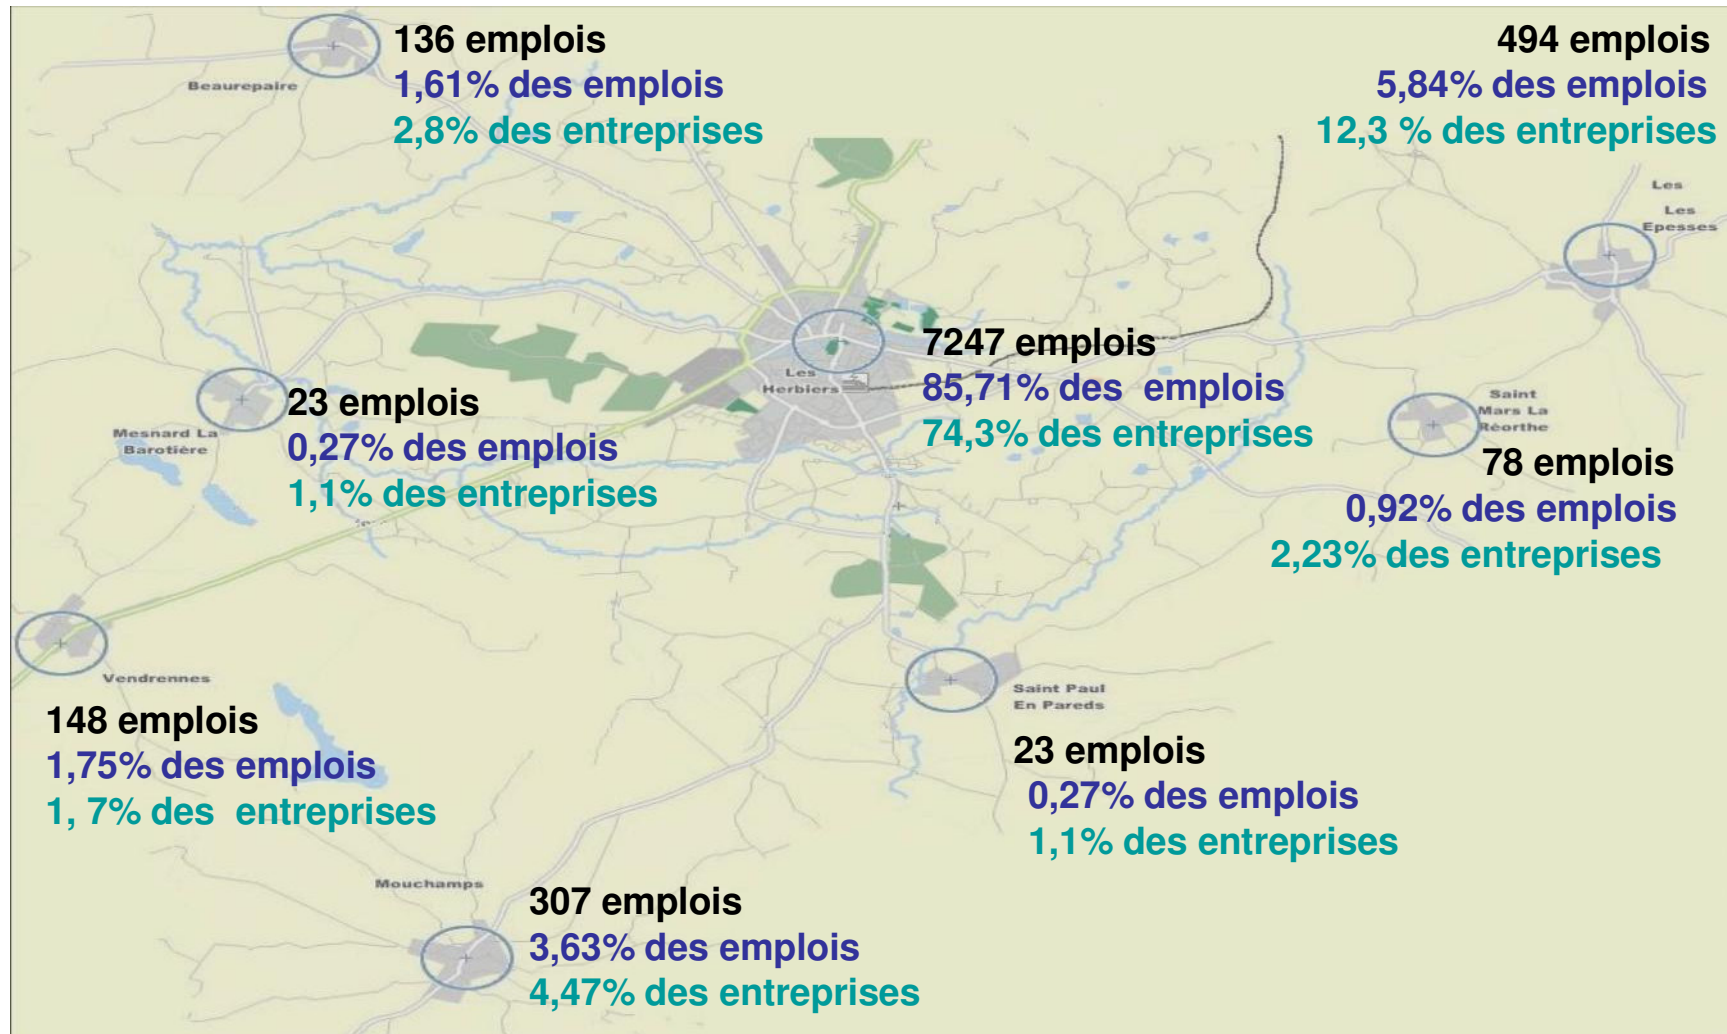 136 emplois
1,61% des emplois
2,8% des entreprises
Beaurepaire
494 emplois
5,84% des emplois
12,3 % des entreprises
Les
Les
Epesses
7247 emplois
85,71% des  emplois
74,3% des entreprises
Les
Herbiers
23 emplois
0,27% des emplois
1,1% des entreprises
Mesnard La
Barotière
Saint
Mars La
Réorthe
78 emplois
0,92% des emplois
2,23% des entreprises
Vendrennes
148 emplois
1,75% des emplois
1, 7% des  entreprises
Saint Paul
En Pareds
23 emplois
0,27% des emplois
1,1% des entreprises
Mouchamps
307 emplois
3,63% des emplois
4,47% des entreprises